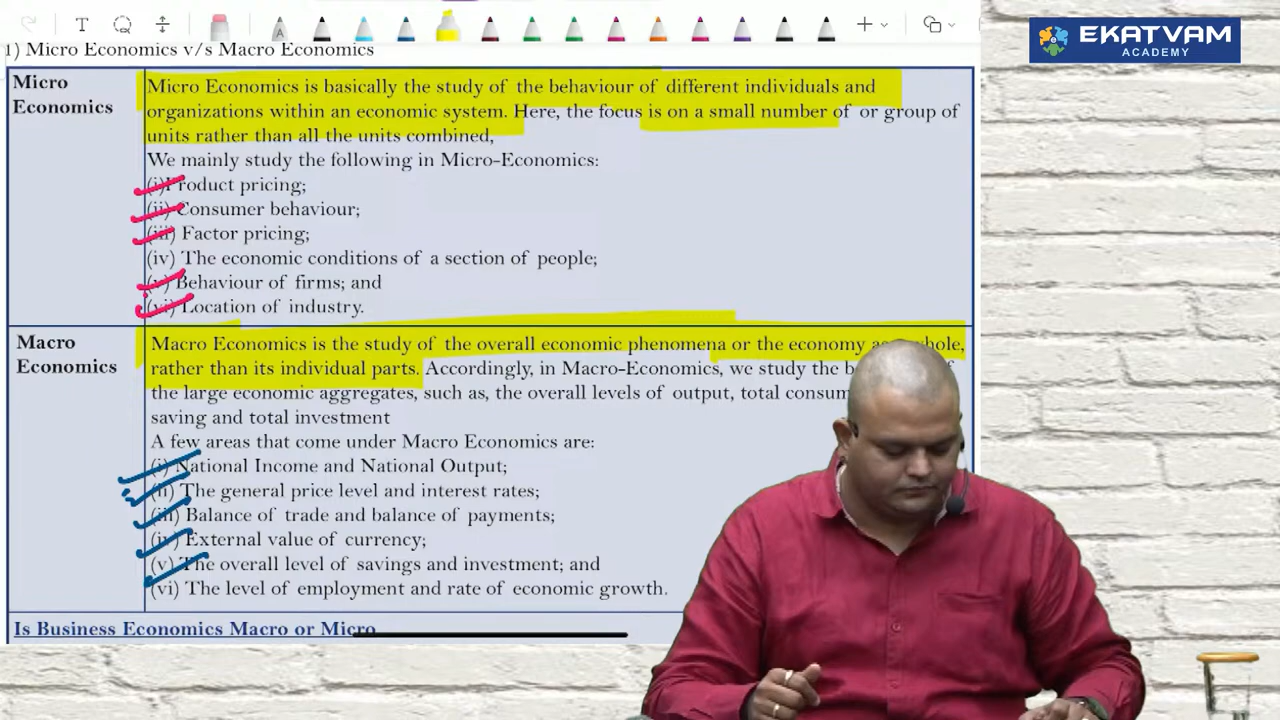 EKATVAM
ACADEMY
1) Micro Economics v/s Macro Economics
Micro
Economics
Micro Economics is basically the study of the behaviour of different individuals and
organizations within an economic system. Here, the focus is on a small number of or group of
units rather than all the units combined,
We mainly study the following in Micro-Economics:
(i) Product pricing;
(ii) Consumer behaviour;
(iii) Factor pricing;
(iv) The economic conditions of a section of people;
(v) Behaviour of firms; and
(vi) Location of industry.
Macro
Economics
Macro Economics is the study of the overall economic phenomena or the economy as whole,
rather than its individual parts. Accordingly, in Macro-Economics, we study the
the large economic aggregates, such as, the overall levels of output, total
saving and total investment
A few areas that come under Macro Economics are:
(i) National Income and National Output;
(ii) The general price level and interest rates;
(iii) Balance of trade and balance of payments;
(iv) External value of currency;
(v) The overall level of savings and investment; and
(vi) The level of employment and rate of economic growth.
Is Business Economics Macro or Micro